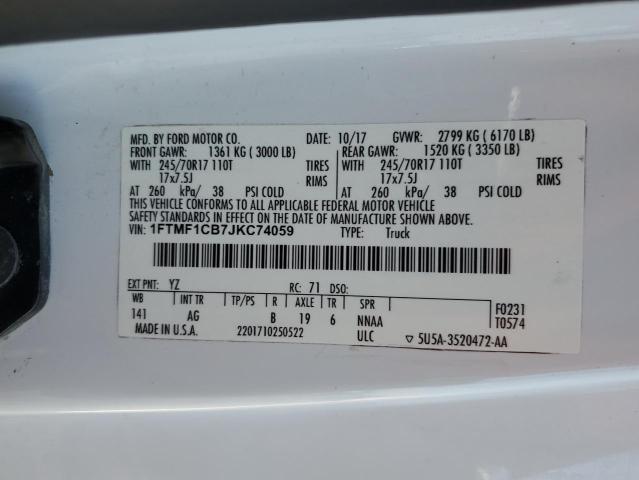 MFD. BY FORD MOTOR CO. DATE: 10/17 GVWR: 2799 KG ( 6170 LB)
FRONT GAWR: 1361 KG ( 3000 LB) REAR GAWR: 1520 KG ( 3350 LB)
WITH 245/70R17 110T TIRES WITH 245/70R17 110T TIRES
17x7.5J RIMS 17x7.5J RIMS
AT 260 kPa/ 38 PSI COLD AT 260 kPa/ 38 PSI COLD
THIS VEHICLE CONFORMS TO ALL APPLICABLE FEDERAL MOTOR VEHICLE
SAFETY STANDARDS IN EFFECT ON THE DATE OF MANUFACTURE SHOWN ABOVE.
VIN: 1FTMF1CB7JKC74059 TYPE: Truck
EXT PNT: YZ RC: 71 DSO:
WB INT TR TP/PS R AXLE TR SPR F0231
141 AG B 19 6 NNAA T0574
MADE IN U.S.A. 2201710250522 ULC ▽ 5U5A-3520472-AA